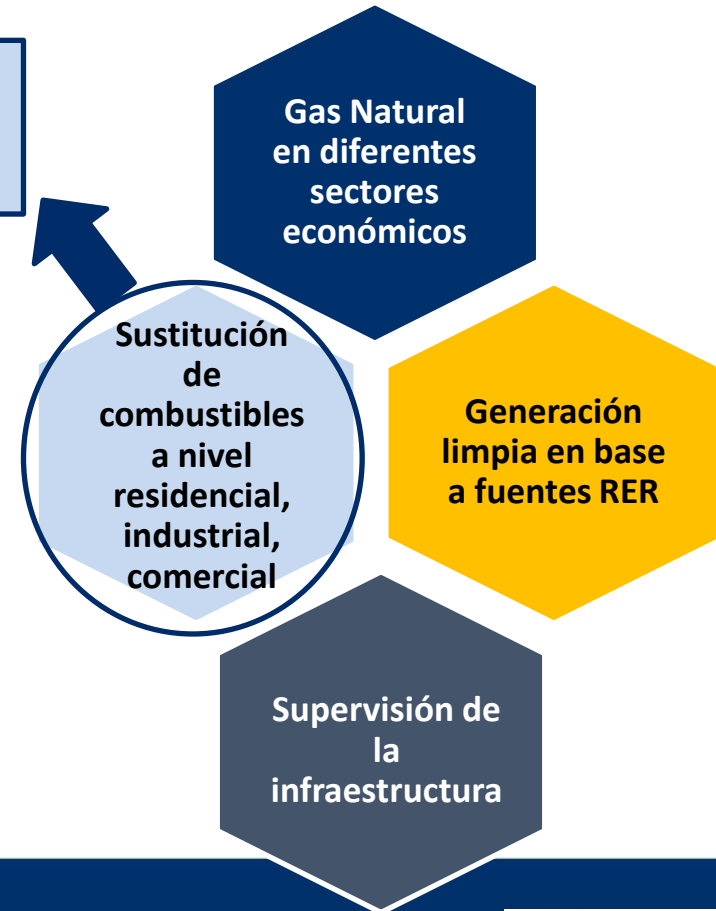 Gas Natural
en diferentes
sectores
económicos
Sustitución
de
combustibles
a nivel
residencial,
industrial,
comercial
Generación
limpia en base
a fuentes RER
Supervisión de
la
infraestructura